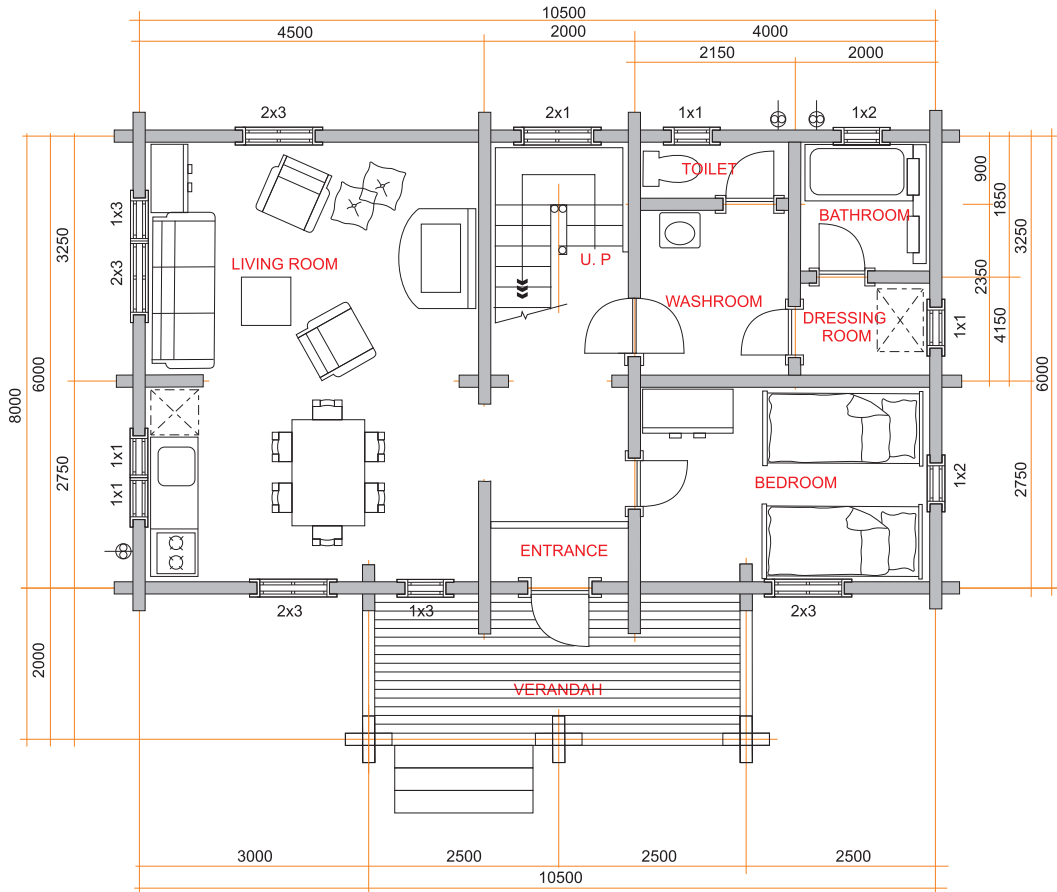 10500
4500 2000 4000
2150 2000
2x3 2x1 1x1 1x2
900
1850
3250
2350
4150
6000
2750
TOILET
BATHROOM
1x3
2x3
3250
6000
8000
2750
2000
LIVING ROOM
U. P
WASHROOM
DRESSING
ROOM
1x1
1x1
1x1
BEDROOM
1x2
ENTRANCE
2x3 1x3 2x3
VERANDAH
3000 2500 2500 2500
10500